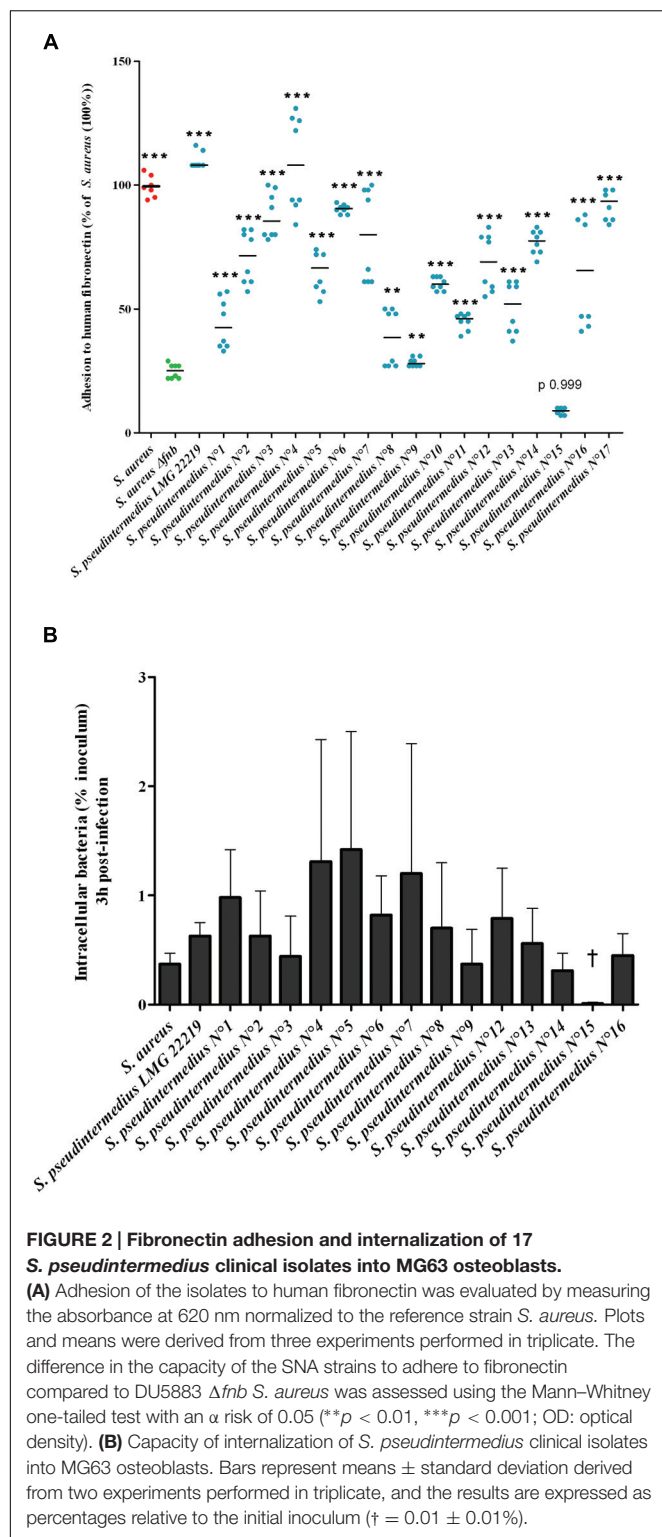 A
Adhesion to human fibronectin (% of S. aureus (100%))
150
100
50
0
***
***
***
***
***
***
***
***
***
**
**
***
***
***
***
***
p 0.999
***
***
S. aureus
S. aureus Δfnb
S. pseudintermedius LMG 22219
S. pseudintermedius N°1
S. pseudintermedius N°2
S. pseudintermedius N°3
S. pseudintermedius N°4
S. pseudintermedius N°5
S. pseudintermedius N°6
S. pseudintermedius N°7
S. pseudintermedius N°8
S. pseudintermedius N°9
S. pseudintermedius N°10
S. pseudintermedius N°11
S. pseudintermedius N°12
S. pseudintermedius N°13
S. pseudintermedius N°14
S. pseudintermedius N°15
S. pseudintermedius N°16
S. pseudintermedius N°17
B
Intracellular bacteria (% inoculum)
3h post-infection
3
2
1
0
†
S. aureus
S. pseudintermedius LMG 22219
S. pseudintermedius N°1
S. pseudintermedius N°2
S. pseudintermedius N°3
S. pseudintermedius N°4
S. pseudintermedius N°5
S. pseudintermedius N°6
S. pseudintermedius N°7
S. pseudintermedius N°8
S. pseudintermedius N°9
S. pseudintermedius N°12
S. pseudintermedius N°13
S. pseudintermedius N°14
S. pseudintermedius N°15
S. pseudintermedius N°16
FIGURE 2 | Fibronectin adhesion and internalization of 17
S. pseudintermedius clinical isolates into MG63 osteoblasts.
(A) Adhesion of the isolates to human fibronectin was evaluated by measuring
the absorbance at 620 nm normalized to the reference strain S. aureus. Plots
and means were derived from three experiments performed in triplicate. The
difference in the capacity of the SNA strains to adhere to fibronectin
compared to DU5883 Δfnb S. aureus was assessed using the Mann–Whitney
one-tailed test with an α risk of 0.05 (**p < 0.01, ***p < 0.001; OD: optical
density). (B) Capacity of internalization of S. pseudintermedius clinical isolates
into MG63 osteoblasts. Bars represent means ± standard deviation derived
from two experiments performed in triplicate, and the results are expressed as
percentages relative to the initial inoculum († = 0.01 ± 0.01%).